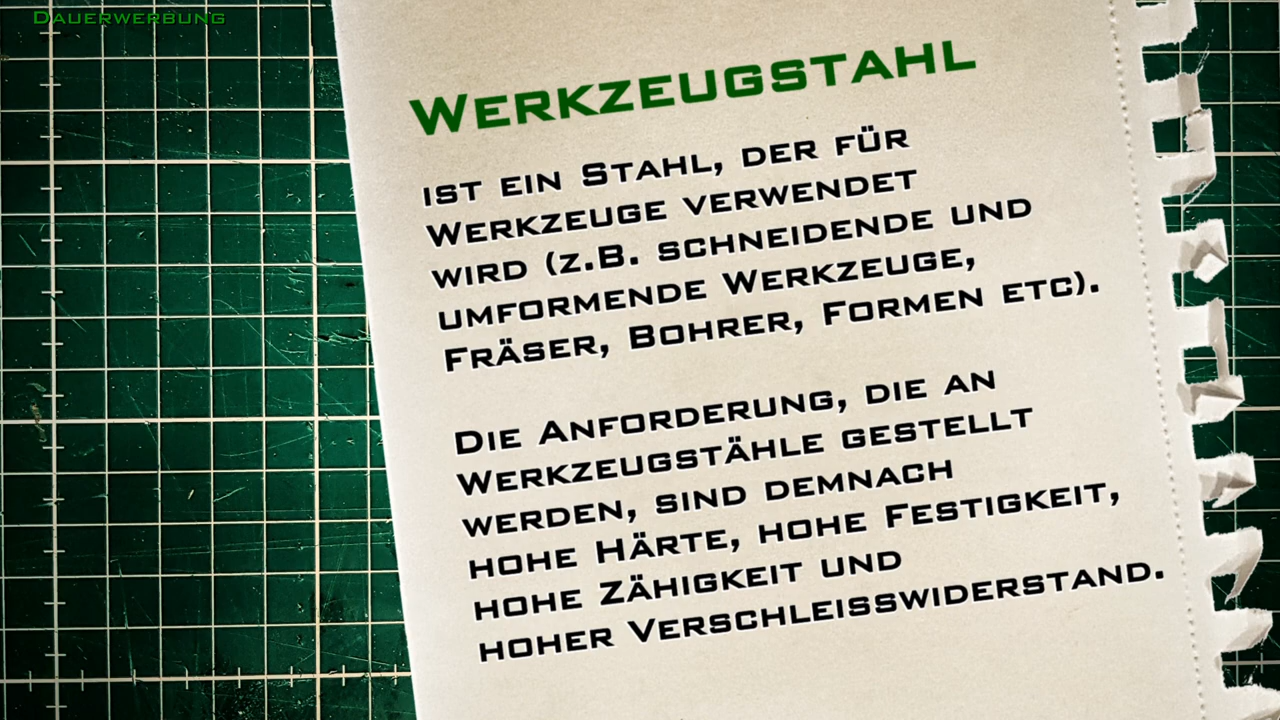 Dauerwerbung
Werkzeugstahl
ist ein Stahl, der für
Werkzeuge verwendet
wird (z.B. schneidende und
umformende Werkzeuge,
Fräser, Bohrer, Formen etc).
Die Anforderung, die an
Werkzeugstähle gestellt
werden, sind demnach
hohe Härte, hohe Festigkeit,
hohe Zähigkeit und
hoher Verschleisswiderstand.